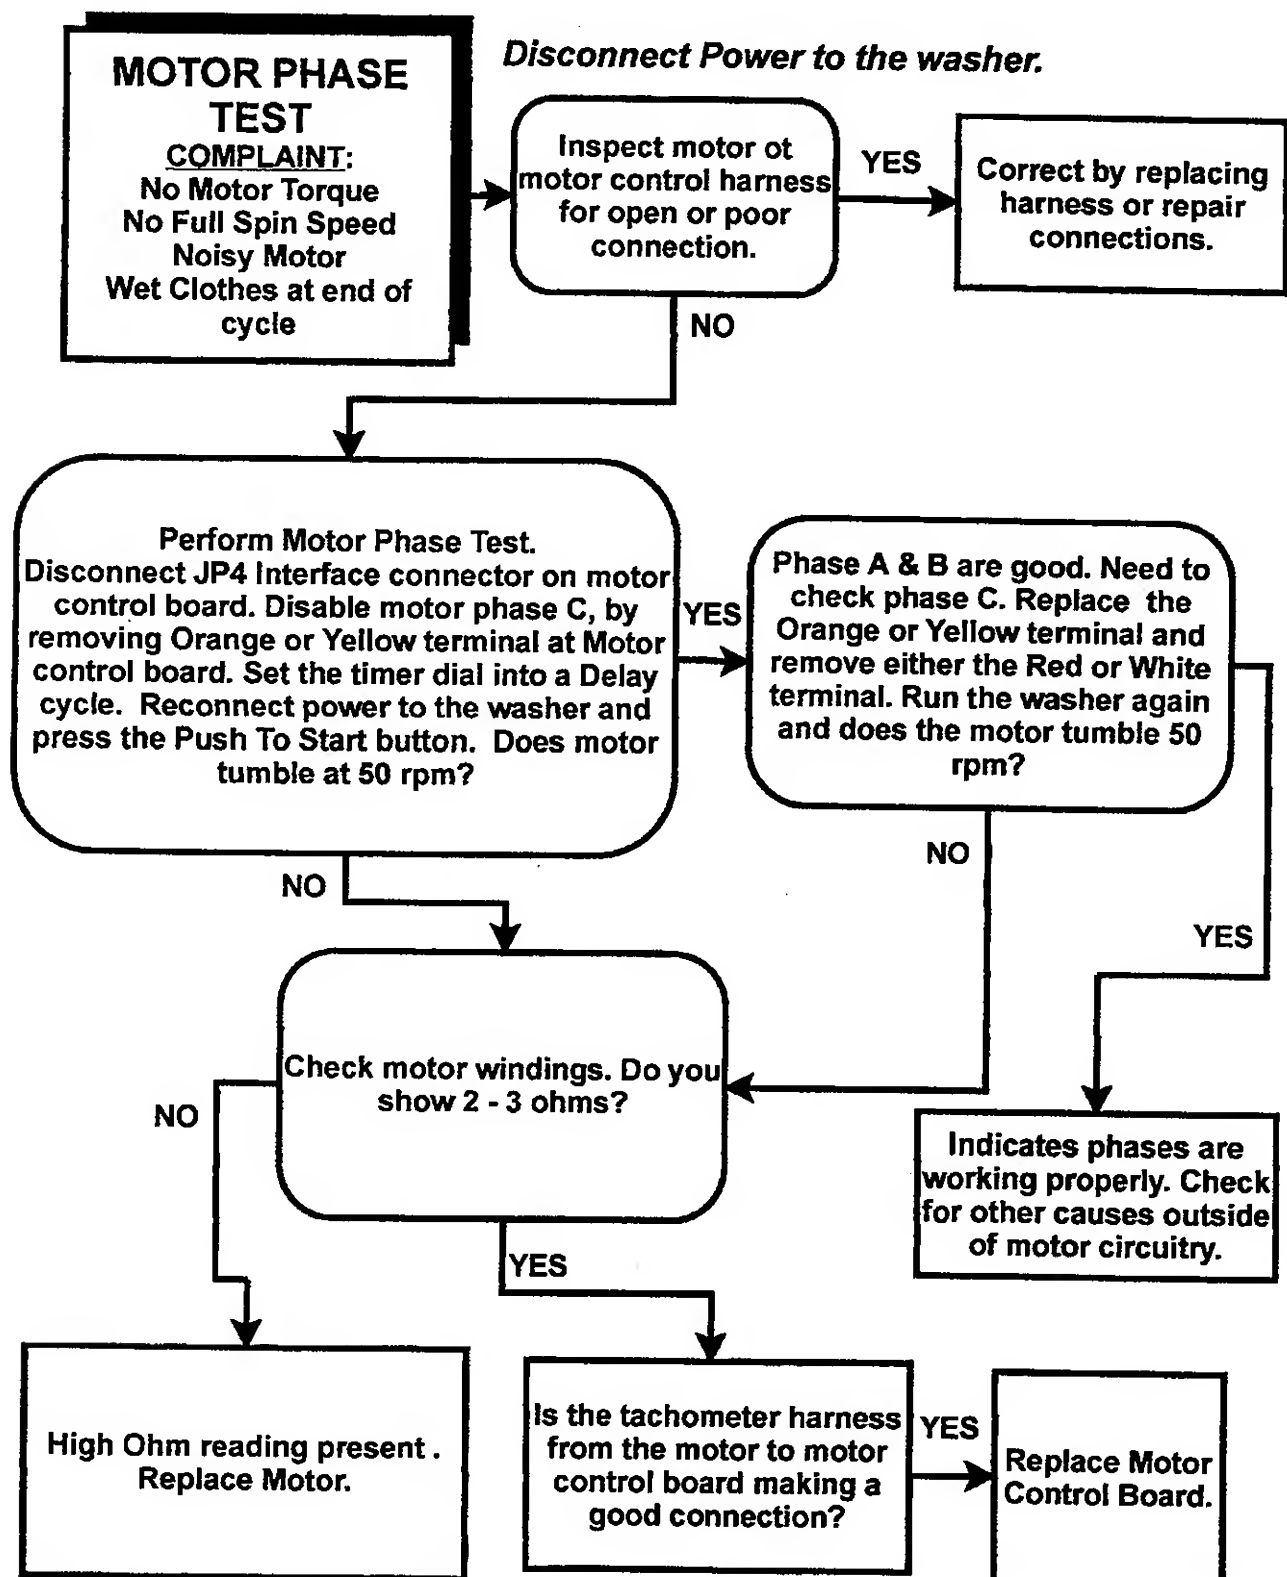 MOTOR PHASE
TEST
COMPLAINT:
No Motor Torque
No Full Spin Speed
Noisy Motor
Wet Clothes at end of
cycle
Disconnect Power to the washer.
Inspect motor ot
motor control harness
for open or poor
connection.
YES
Correct by replacing
harness or repair
connections.
NO
Perform Motor Phase Test.
Disconnect JP4 Interface connector on motor
control board. Disable motor phase C, by
removing Orange or Yellow terminal at Motor
control board. Set the timer dial into a Delay
cycle. Reconnect power to the washer and
press the Push To Start button. Does motor
tumble at 50 rpm?
YES
Phase A & B are good. Need to
check phase C. Replace the
Orange or Yellow terminal and
remove either the Red or White
terminal. Run the washer again
and does the motor tumble 50
rpm?
NO
NO
YES
Check motor windings. Do you
show 2 - 3 ohms?
NO
Indicates phases are
working properly. Check
for other causes outside
of motor circuitry.
YES
High Ohm reading present .
Replace Motor.
Is the tachometer harness
from the motor to motor
control board making a
good connection?
YES
Replace Motor
Control Board.